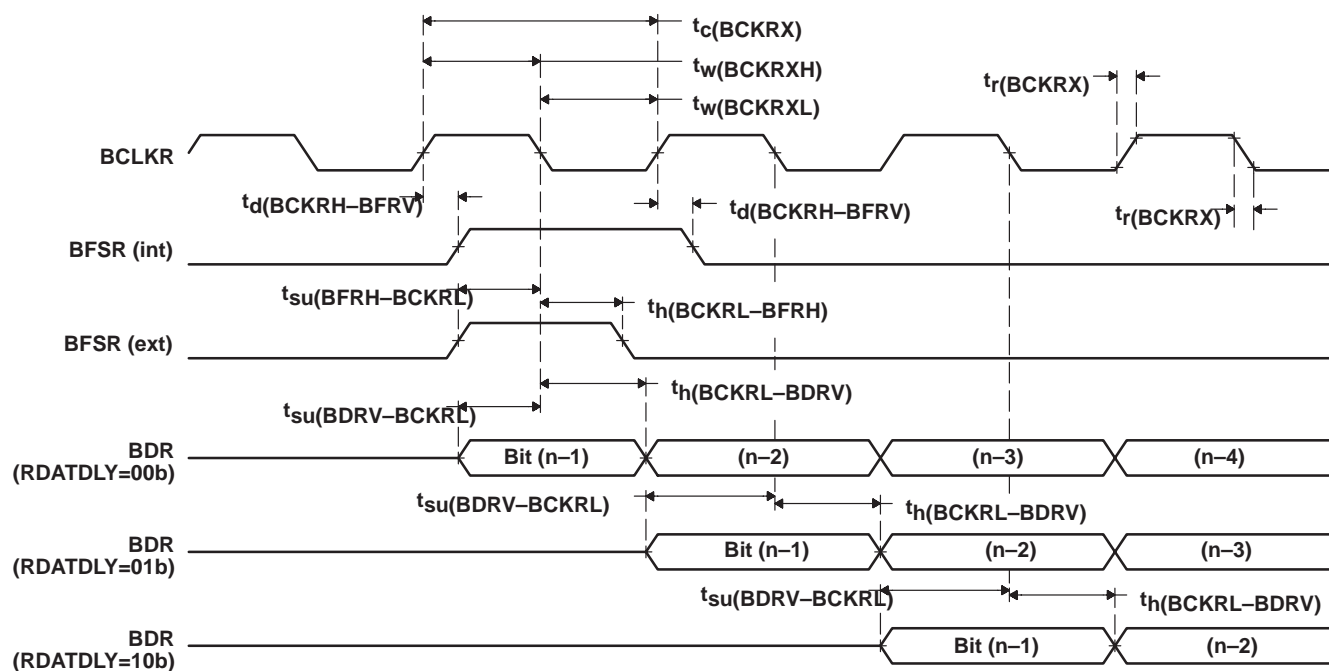 tc(BCKRX)
tw(BCKRXH)
tr(BCKRX)
tw(BCKRXL)
BCLKR
td(BCKRH–BFRV)
td(BCKRH–BFRV)
tr(BCKRX)
BFSR (int)
tsu(BFRH–BCKRL)
th(BCKRL–BFRH)
BFSR (ext)
th(BCKRL–BDRV)
tsu(BDRV–BCKRL)
BDR
(RDATDLY=00b)
Bit (n–1)
(n–2)
(n–3)
(n–4)
tsu(BDRV–BCKRL)
th(BCKRL–BDRV)
BDR
(RDATDLY=01b)
Bit (n–1)
(n–2)
(n–3)
tsu(BDRV–BCKRL)
th(BCKRL–BDRV)
BDR
(RDATDLY=10b)
Bit (n–1)
(n–2)